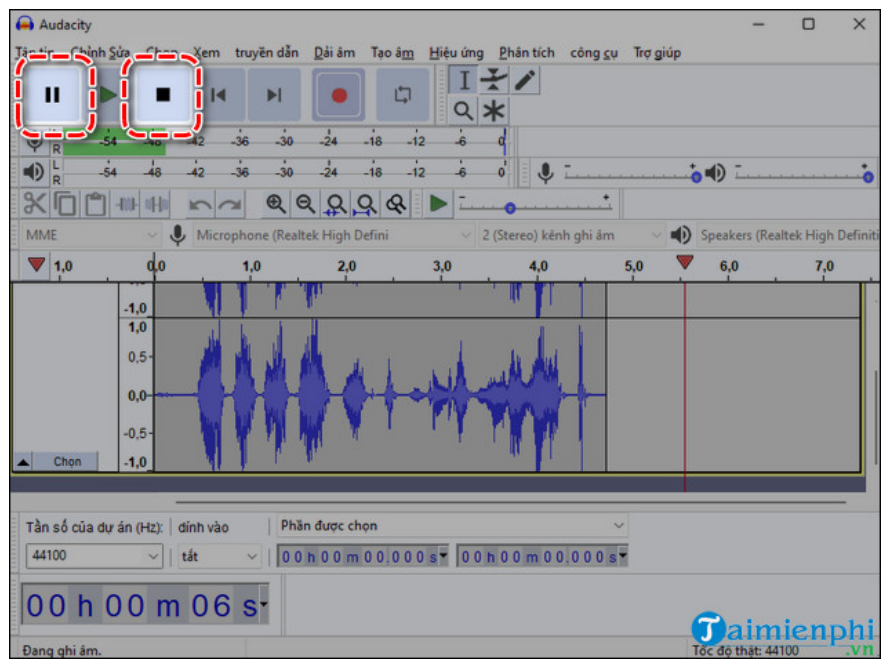 Audacity
Tập tin Chỉnh Sửa Chọn Xem truyền dẫn Dải âm Tạo âm Hiệu ứng Phân tích công cụ Trợ giúp
R -54 -48 -42 -36 -30 -24 -18 -12 -6 0
L
R -54 -48 -42 -36 -30 -24 -18 -12 -6 0 - + - +
- +
MME Microphone (Realtek High Defini 2 (Stereo) kênh ghi âm Speakers (Realtek High Definiti
1,0 0,0 1,0 2,0 3,0 4,0 5,0 6,0 7,0
-1,0
1,0
0,5-
0,0-
-0,5-
Chọn -1,0
Tần số của dự án (Hz): dính vào Phần được chọn
44100 tắt 00 h 00 m 00.000 s 00 h 00 m 00.000 s
00 h 00 m 06 s
Taimienphi
.vn
Đang ghi âm. Tốc độ thật: 44100